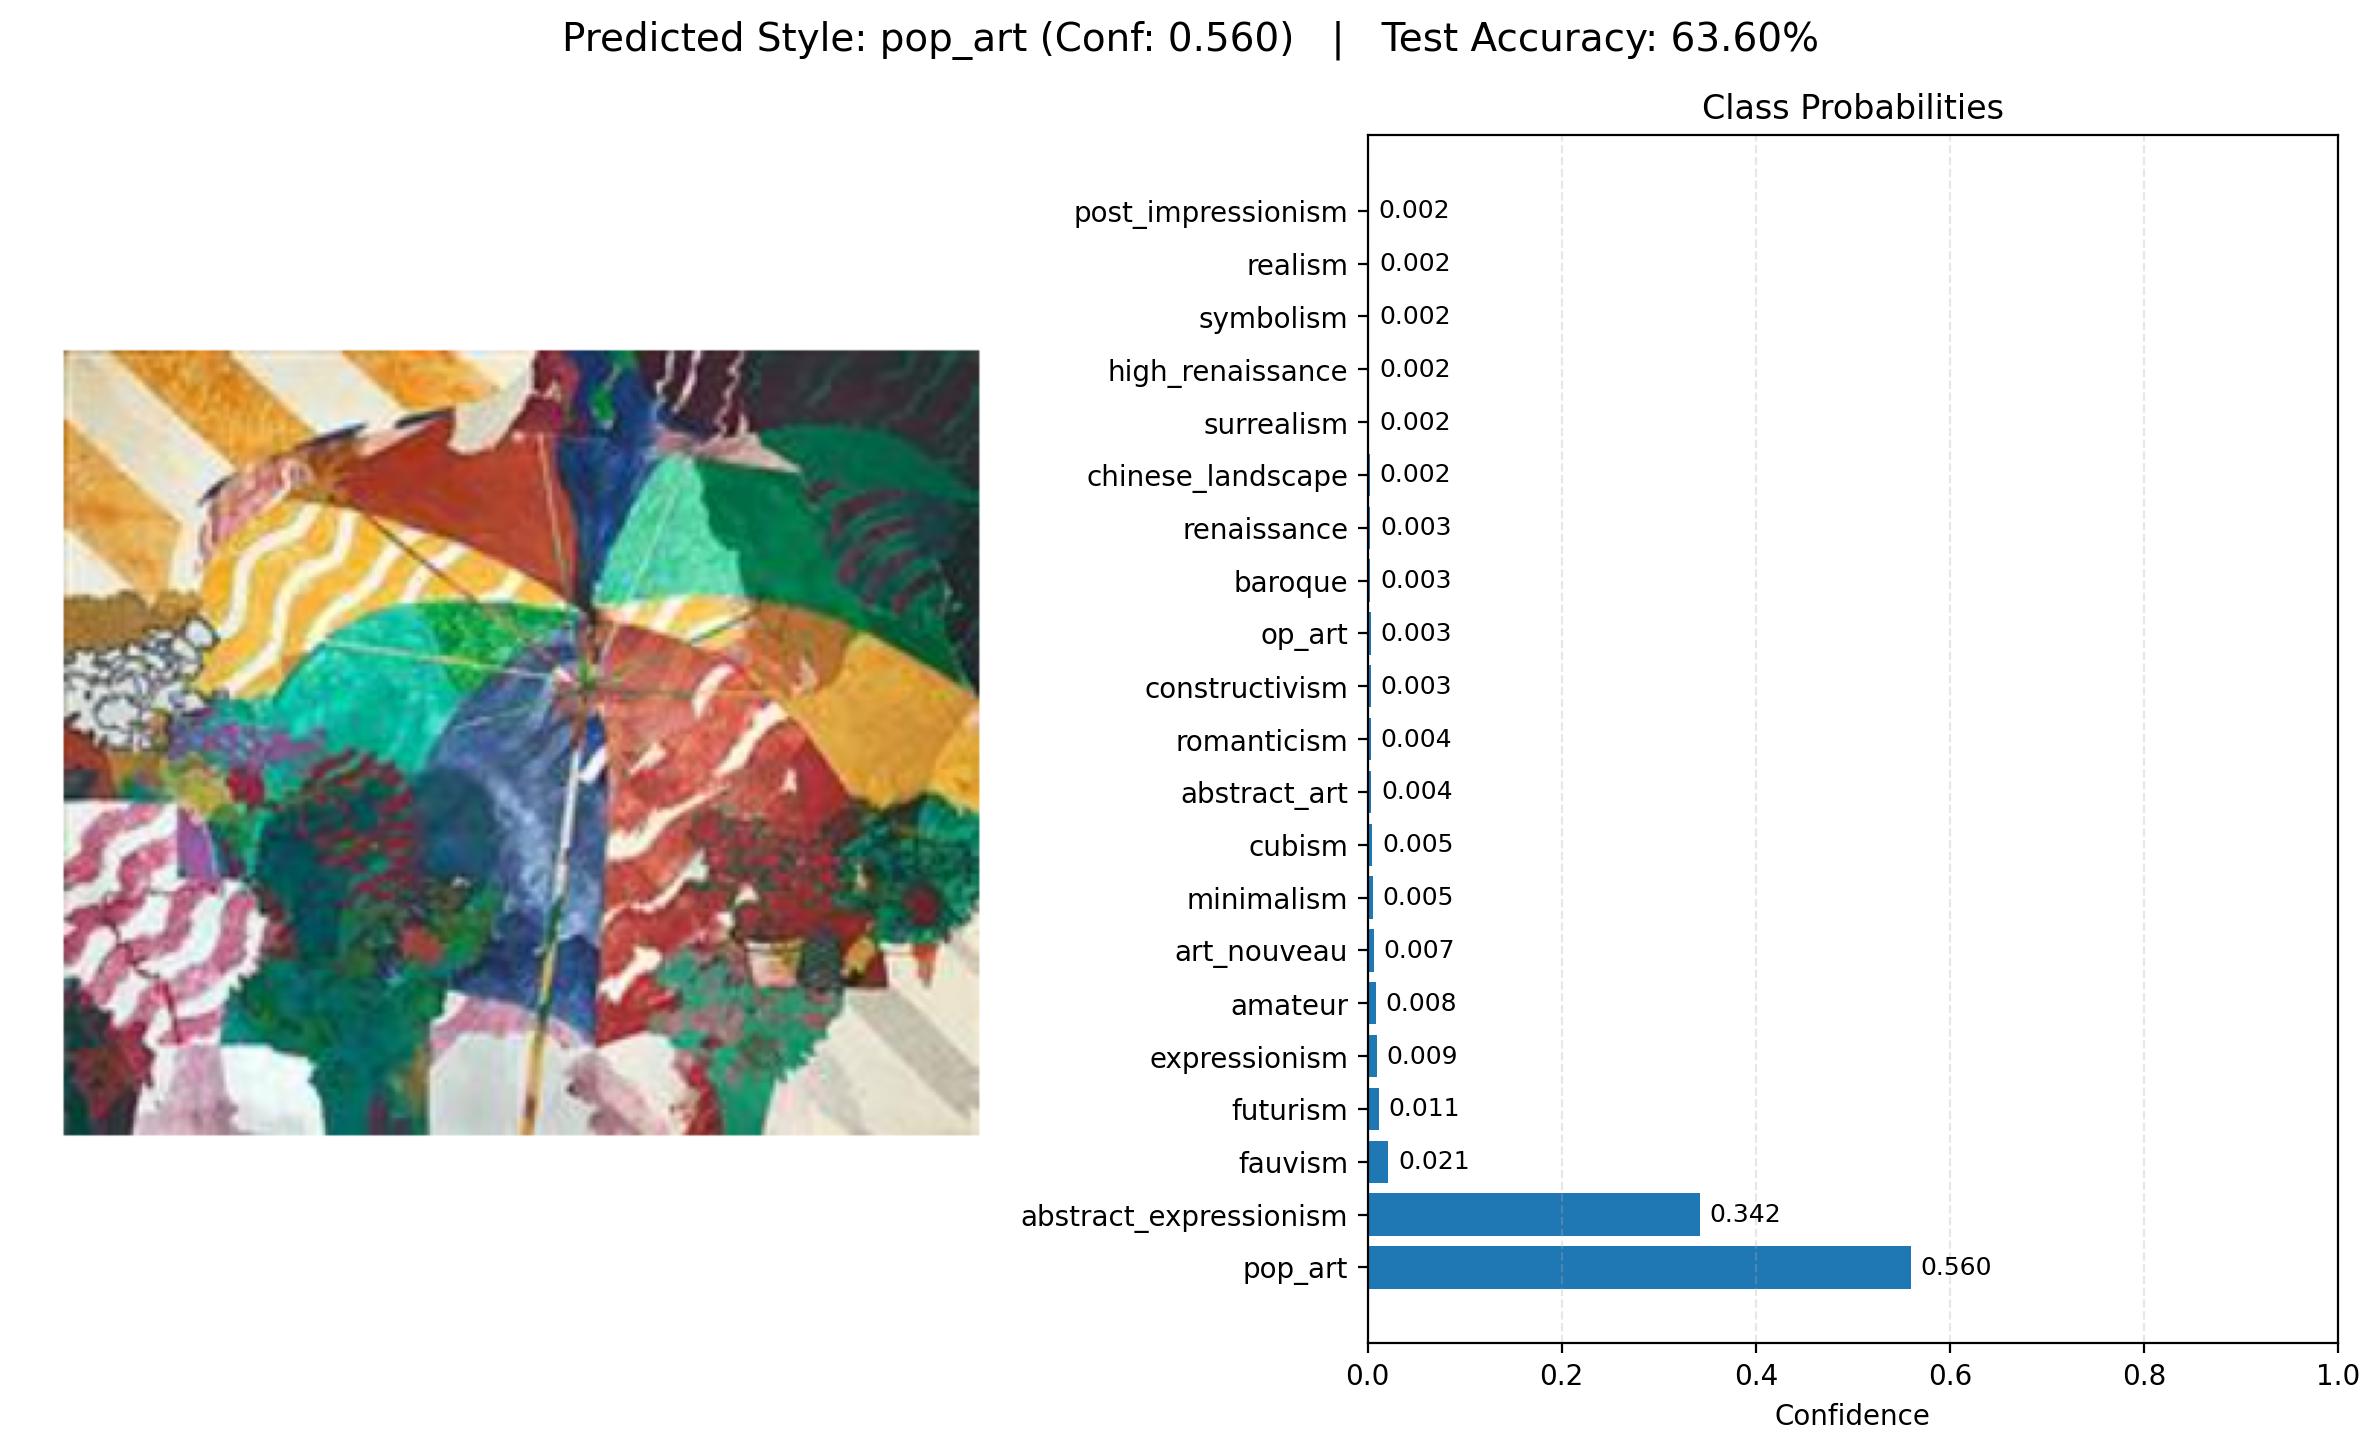 Predicted Style: pop_art (Conf: 0.560)   |   Test Accuracy: 63.60%
Class Probabilities
post_impressionism 0.002
realism 0.002
symbolism 0.002
high_renaissance 0.002
surrealism 0.002
chinese_landscape 0.002
renaissance 0.003
baroque 0.003
op_art 0.003
constructivism 0.003
romanticism 0.004
abstract_art 0.004
cubism 0.005
minimalism 0.005
art_nouveau 0.007
amateur 0.008
expressionism 0.009
futurism 0.011
fauvism 0.021
abstract_expressionism 0.342
pop_art 0.560
0.0 0.2 0.4 0.6 0.8 1.0
Confidence